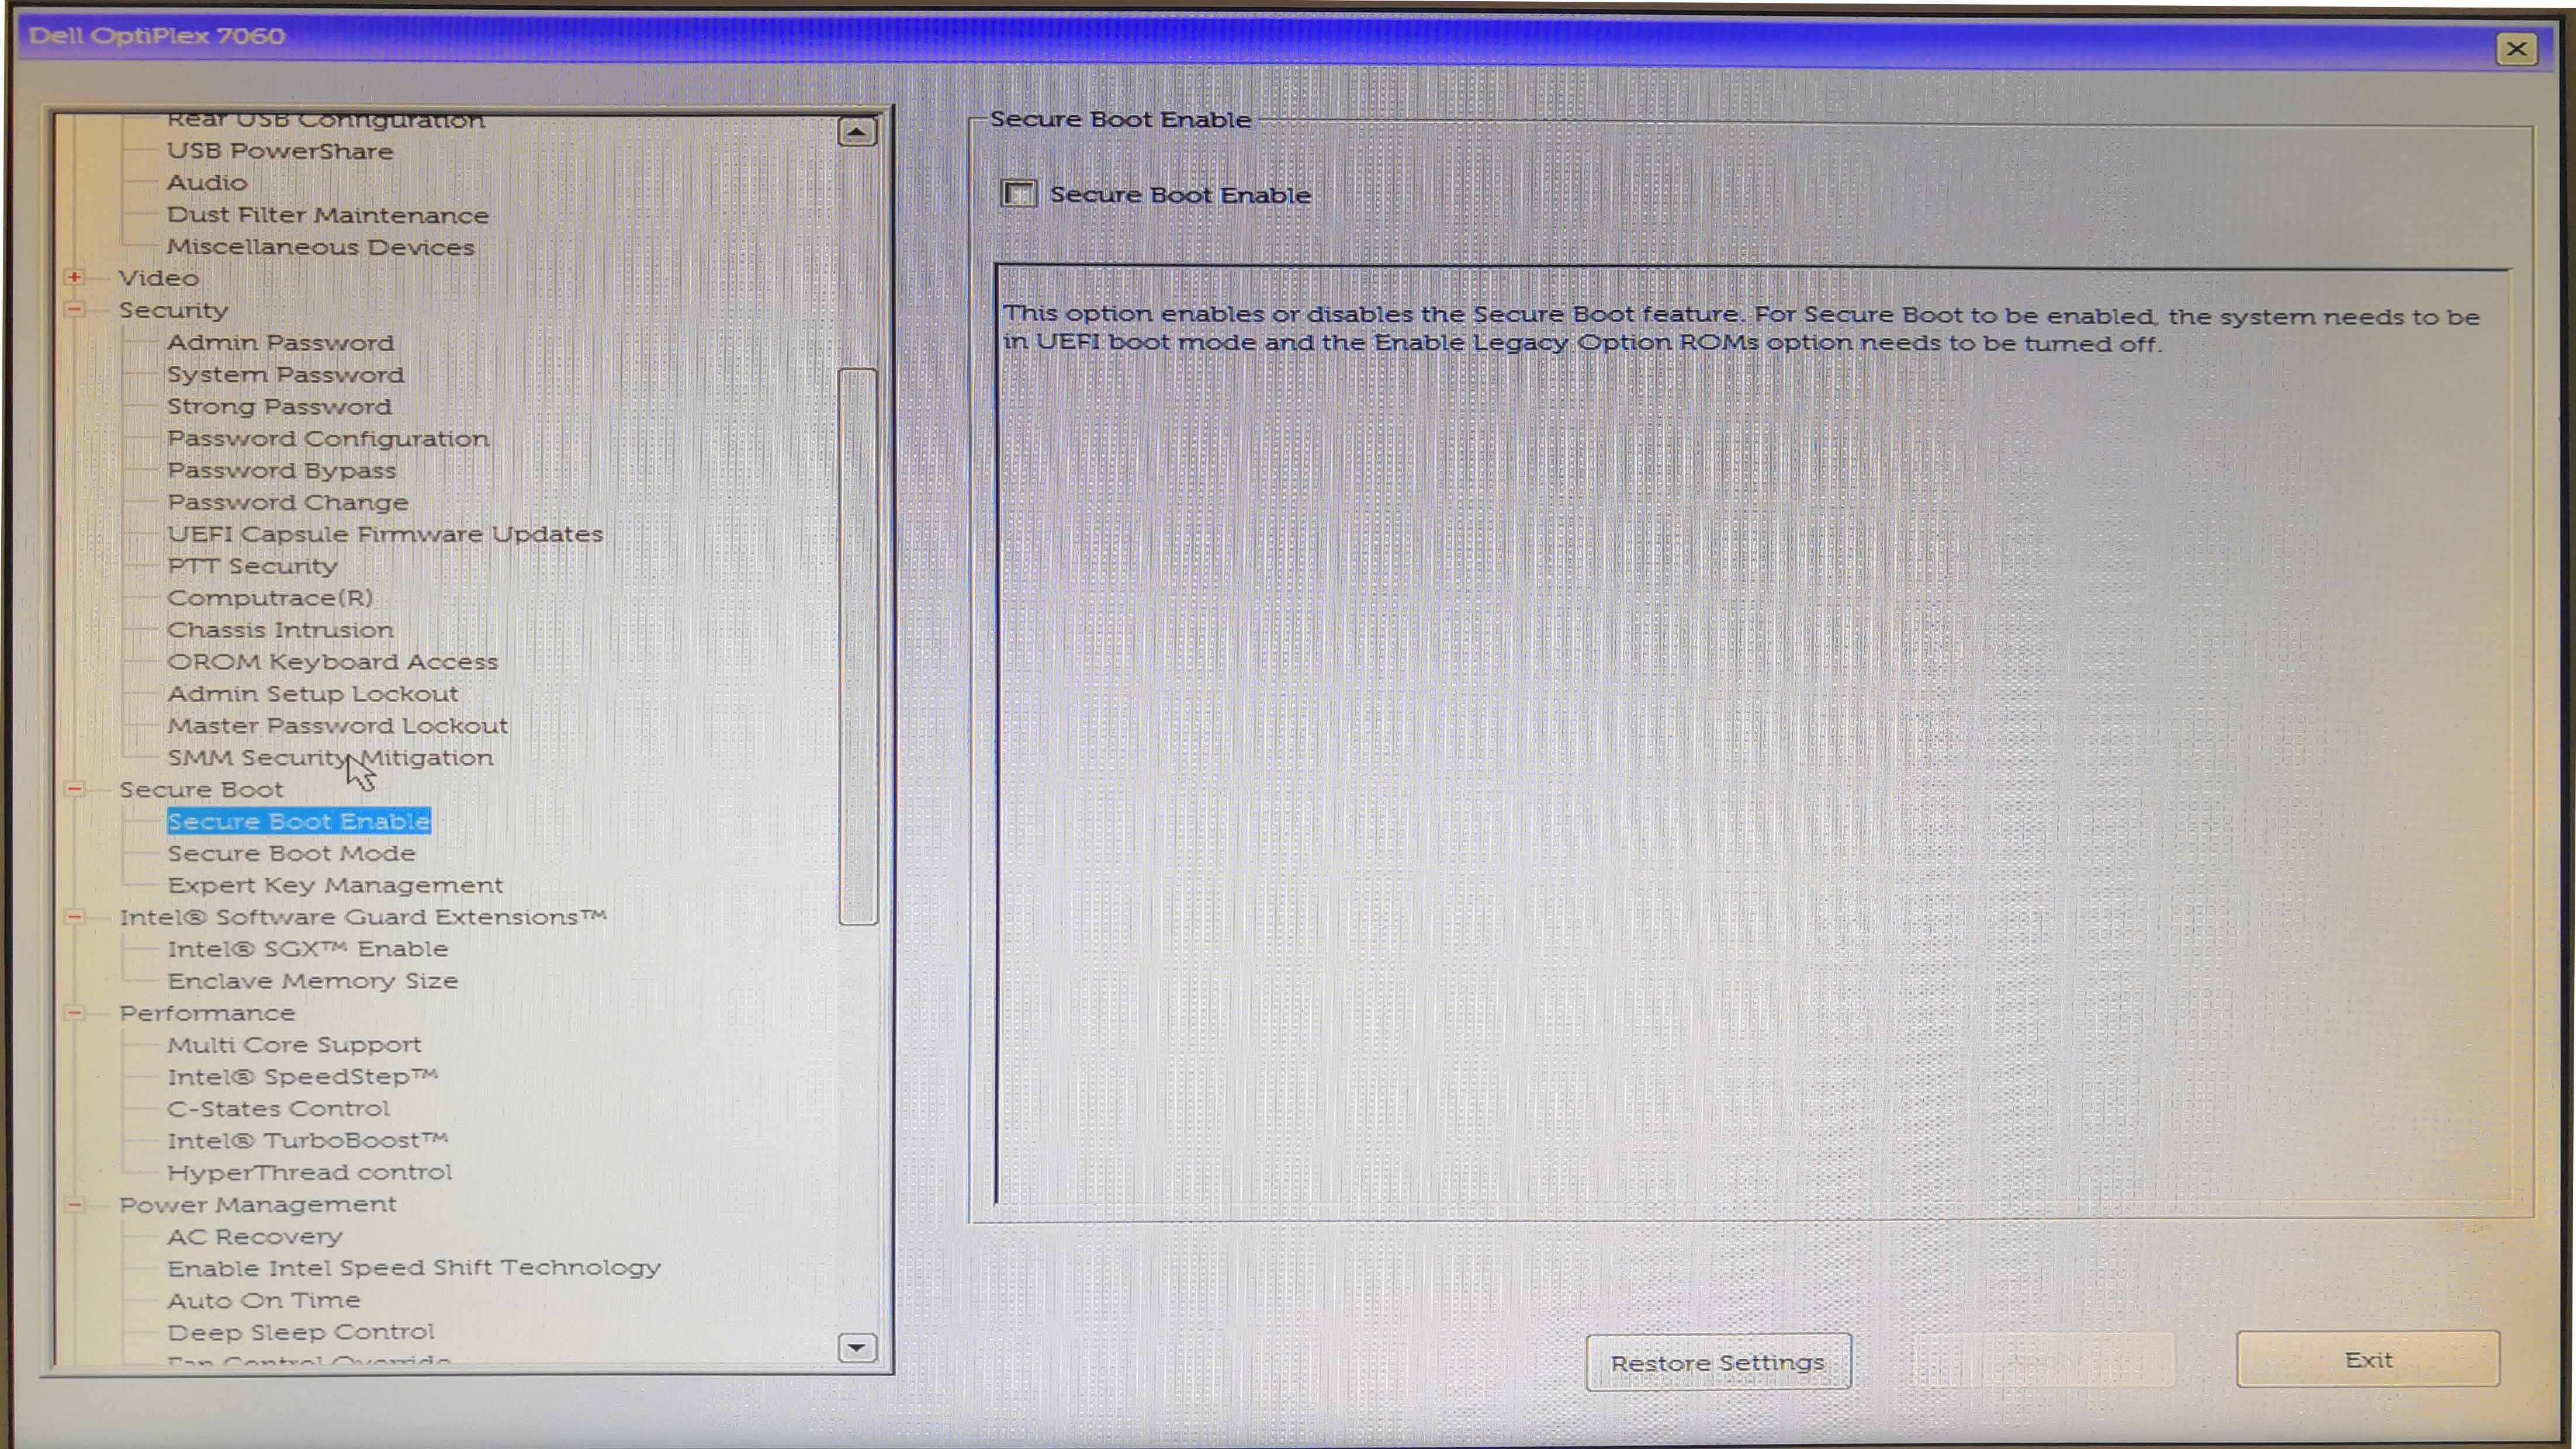 Dell OptiPlex 7060
Rear USB Configuration
USB PowerShare
Audio
Dust Filter Maintenance
Miscellaneous Devices
Video
Security
Admin Password
System Password
Strong Password
Password Configuration
Password Bypass
Password Change
UEFI Capsule Firmware Updates
PTT Security
Computrace(R)
Chassis Intrusion
OROM Keyboard Access
Admin Setup Lockout
Master Password Lockout
SMM Security Mitigation
Secure Boot
Secure Boot Enable
Secure Boot Mode
Expert Key Management
Intel® Software Guard Extensions™
Intel® SGX™ Enable
Enclave Memory Size
Performance
Multi Core Support
Intel® SpeedStep™
C-States Control
Intel® TurboBoost™
HyperThread control
Power Management
AC Recovery
Enable Intel Speed Shift Technology
Auto On Time
Deep Sleep Control
Fan Control Override
Secure Boot Enable
Secure Boot Enable
This option enables or disables the Secure Boot feature. For Secure Boot to be enabled, the system needs to be
in UEFI boot mode and the Enable Legacy Option ROMs option needs to be turned off.
Restore Settings
Apply
Exit